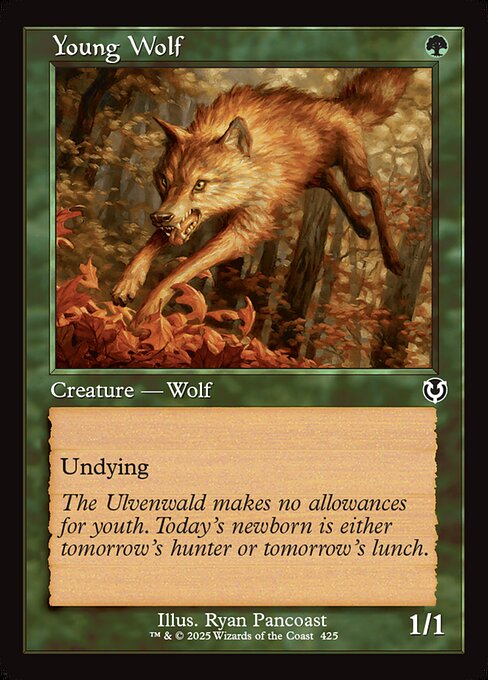 Young Wolf
Creature — Wolf
Undying
The Ulvenwald makes no allowances
for youth. Today's newborn is either
tomorrow's hunter or tomorrow's lunch.
Illus. Ryan Pancoast
™ & © 2025 Wizards of the Coast 425
1/1